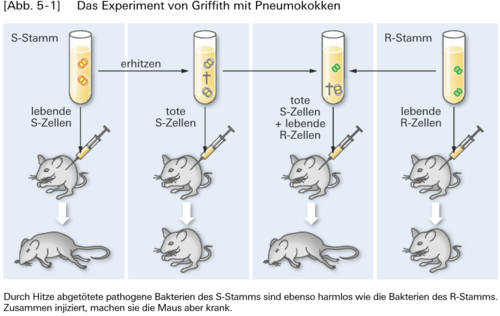 [Abb. 5-1] Das Experiment von Griffith mit Pneumokokken
S-Stamm
erhitzen
R-Stamm
lebende
S-Zellen
tote
S-Zellen
tote
S-Zellen
+ lebende
R-Zellen
lebende
R-Zellen
Durch Hitze abgetötete pathogene Bakterien des S-Stamms sind ebenso harmlos wie die Bakterien des R-Stamms.
Zusammen injiziert, machen sie die Maus aber krank.